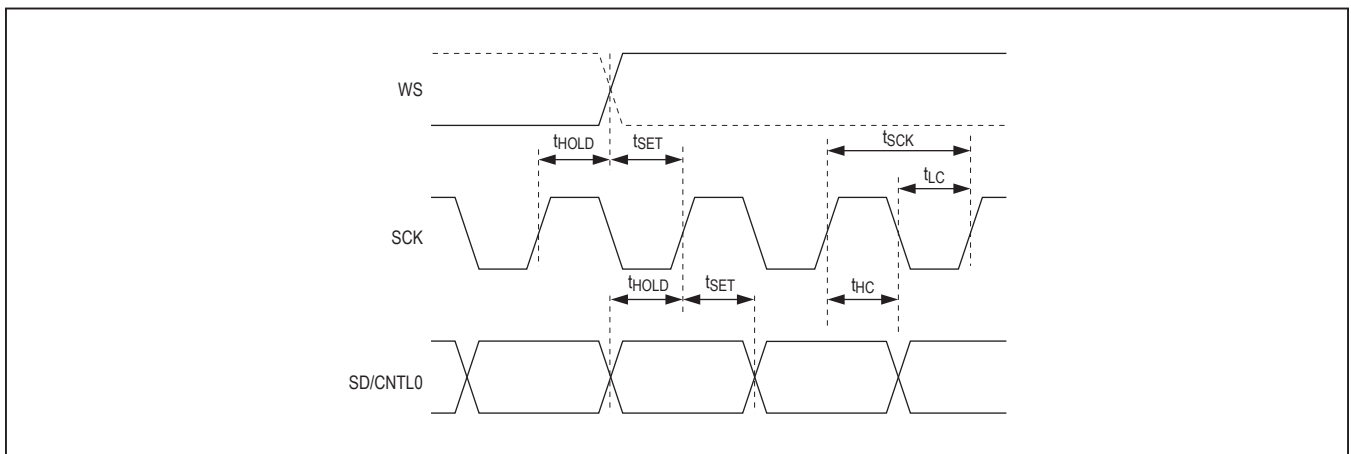 WS
tHOLD tSET tSCK
tLC
SCK
tHOLD tSET tHC
SD/CNTL0